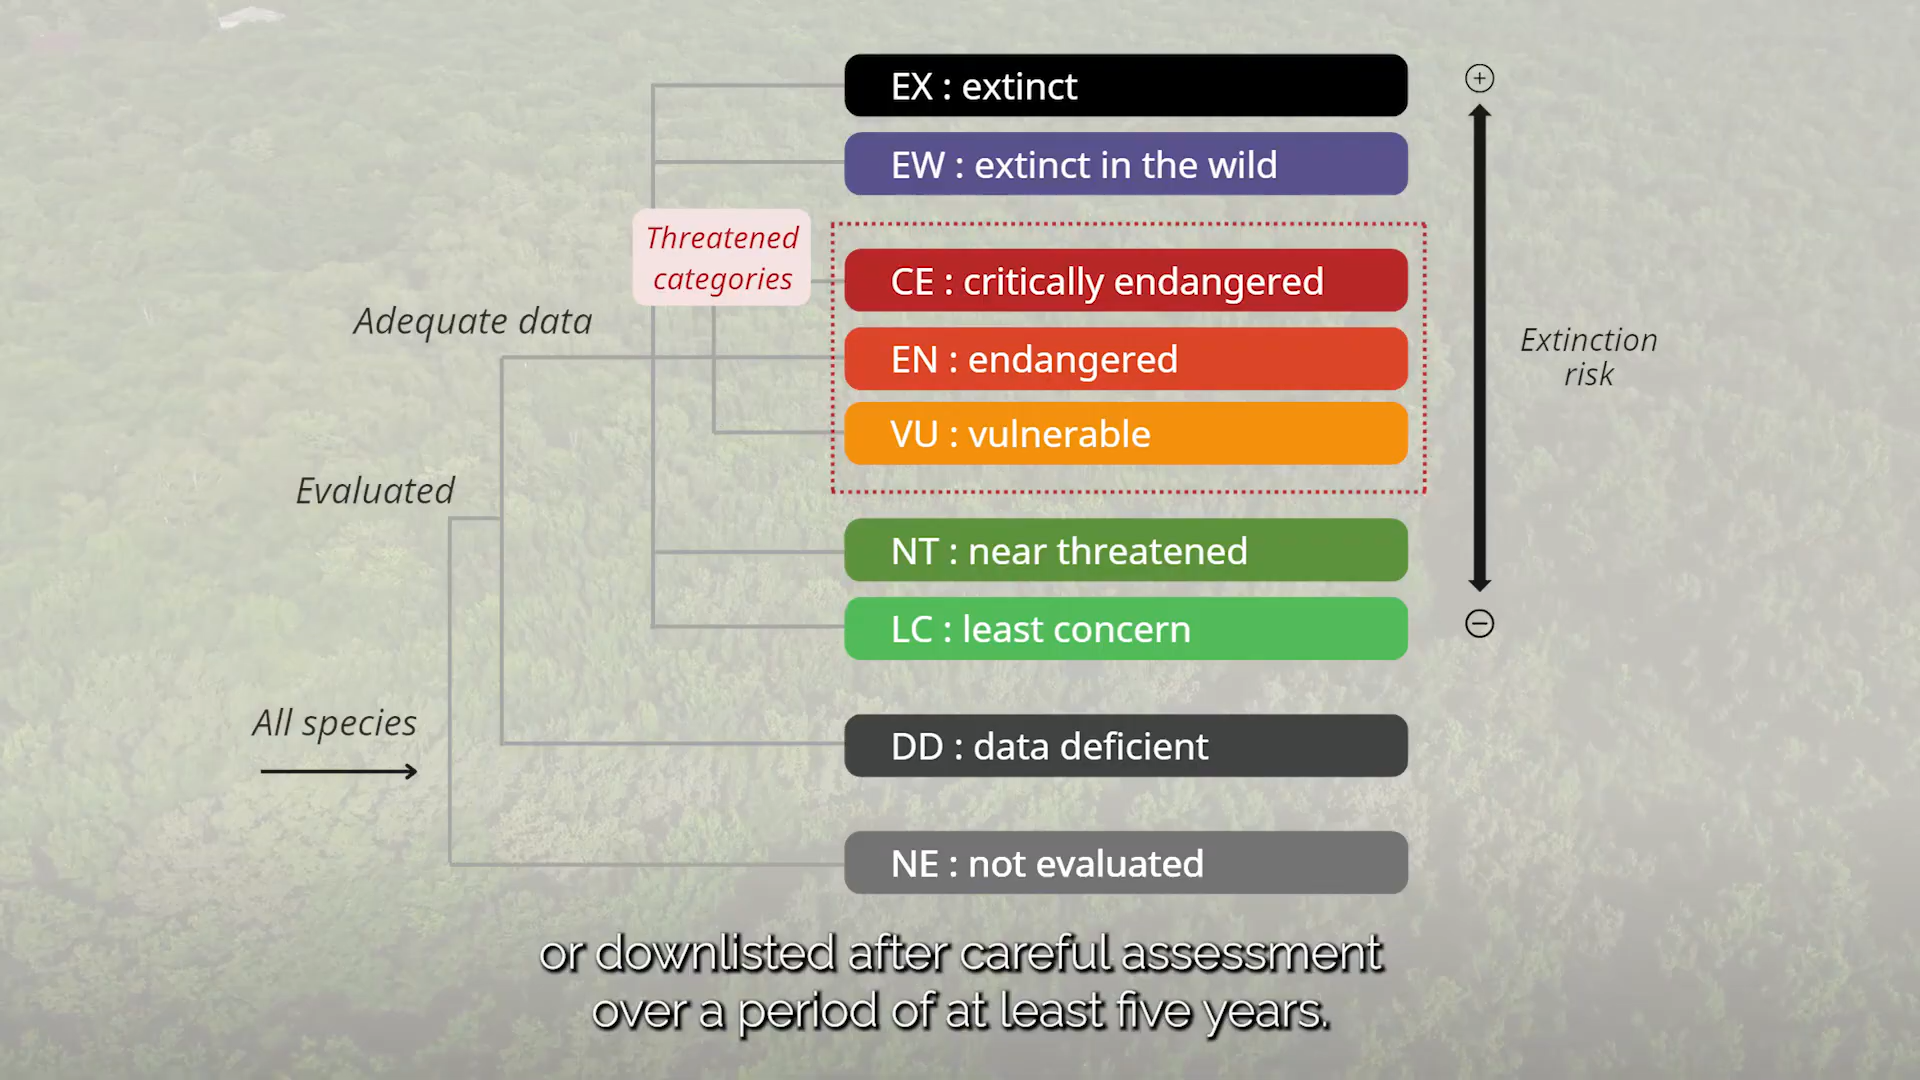 EX : extinct
EW : extinct in the wild
Threatened
categories
CE : critically endangered
Adequate data
EN : endangered
Extinction
risk
VU : vulnerable
Evaluated
NT : near threatened
LC : least concern
All species
DD : data deficient
NE : not evaluated
or downlisted after careful assessment
over a period of at least five years.